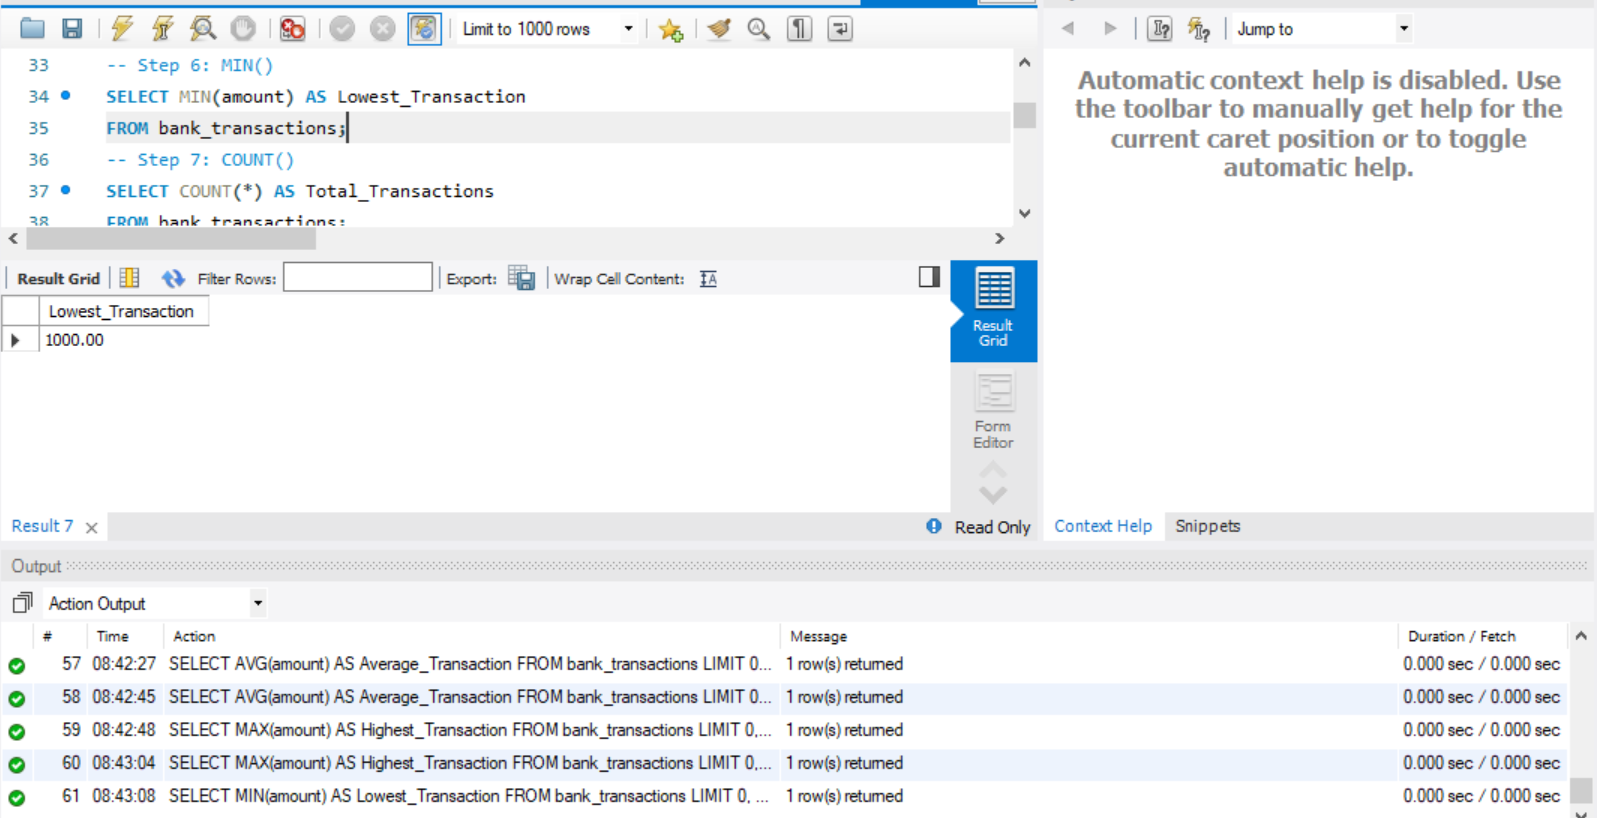 Limit to 1000 rows
Jump to
33 -- Step 6: MIN()
34 SELECT MIN(amount) AS Lowest_Transaction
35 FROM bank_transactions;
36 -- Step 7: COUNT()
37 SELECT COUNT(*) AS Total_Transactions
38 FROM bank_transactions;
Automatic context help is disabled. Use
the toolbar to manually get help for the
current caret position or to toggle
automatic help.
Result Grid Filter Rows: Export: Wrap Cell Content:
Lowest_Transaction
1000.00
Result
Grid
Form
Editor
Result 7 Read Only
Context Help Snippets
Output
Action Output
# Time Action Message Duration / Fetch
57 08:42:27 SELECT AVG(amount) AS Average_Transaction FROM bank_transactions LIMIT 0... 1 row(s) returned 0.000 sec / 0.000 sec
58 08:42:45 SELECT AVG(amount) AS Average_Transaction FROM bank_transactions LIMIT 0... 1 row(s) returned 0.000 sec / 0.000 sec
59 08:42:48 SELECT MAX(amount) AS Highest_Transaction FROM bank_transactions LIMIT 0,... 1 row(s) returned 0.000 sec / 0.000 sec
60 08:43:04 SELECT MAX(amount) AS Highest_Transaction FROM bank_transactions LIMIT 0,... 1 row(s) returned 0.000 sec / 0.000 sec
61 08:43:08 SELECT MIN(amount) AS Lowest_Transaction FROM bank_transactions LIMIT 0, ... 1 row(s) returned 0.000 sec / 0.000 sec